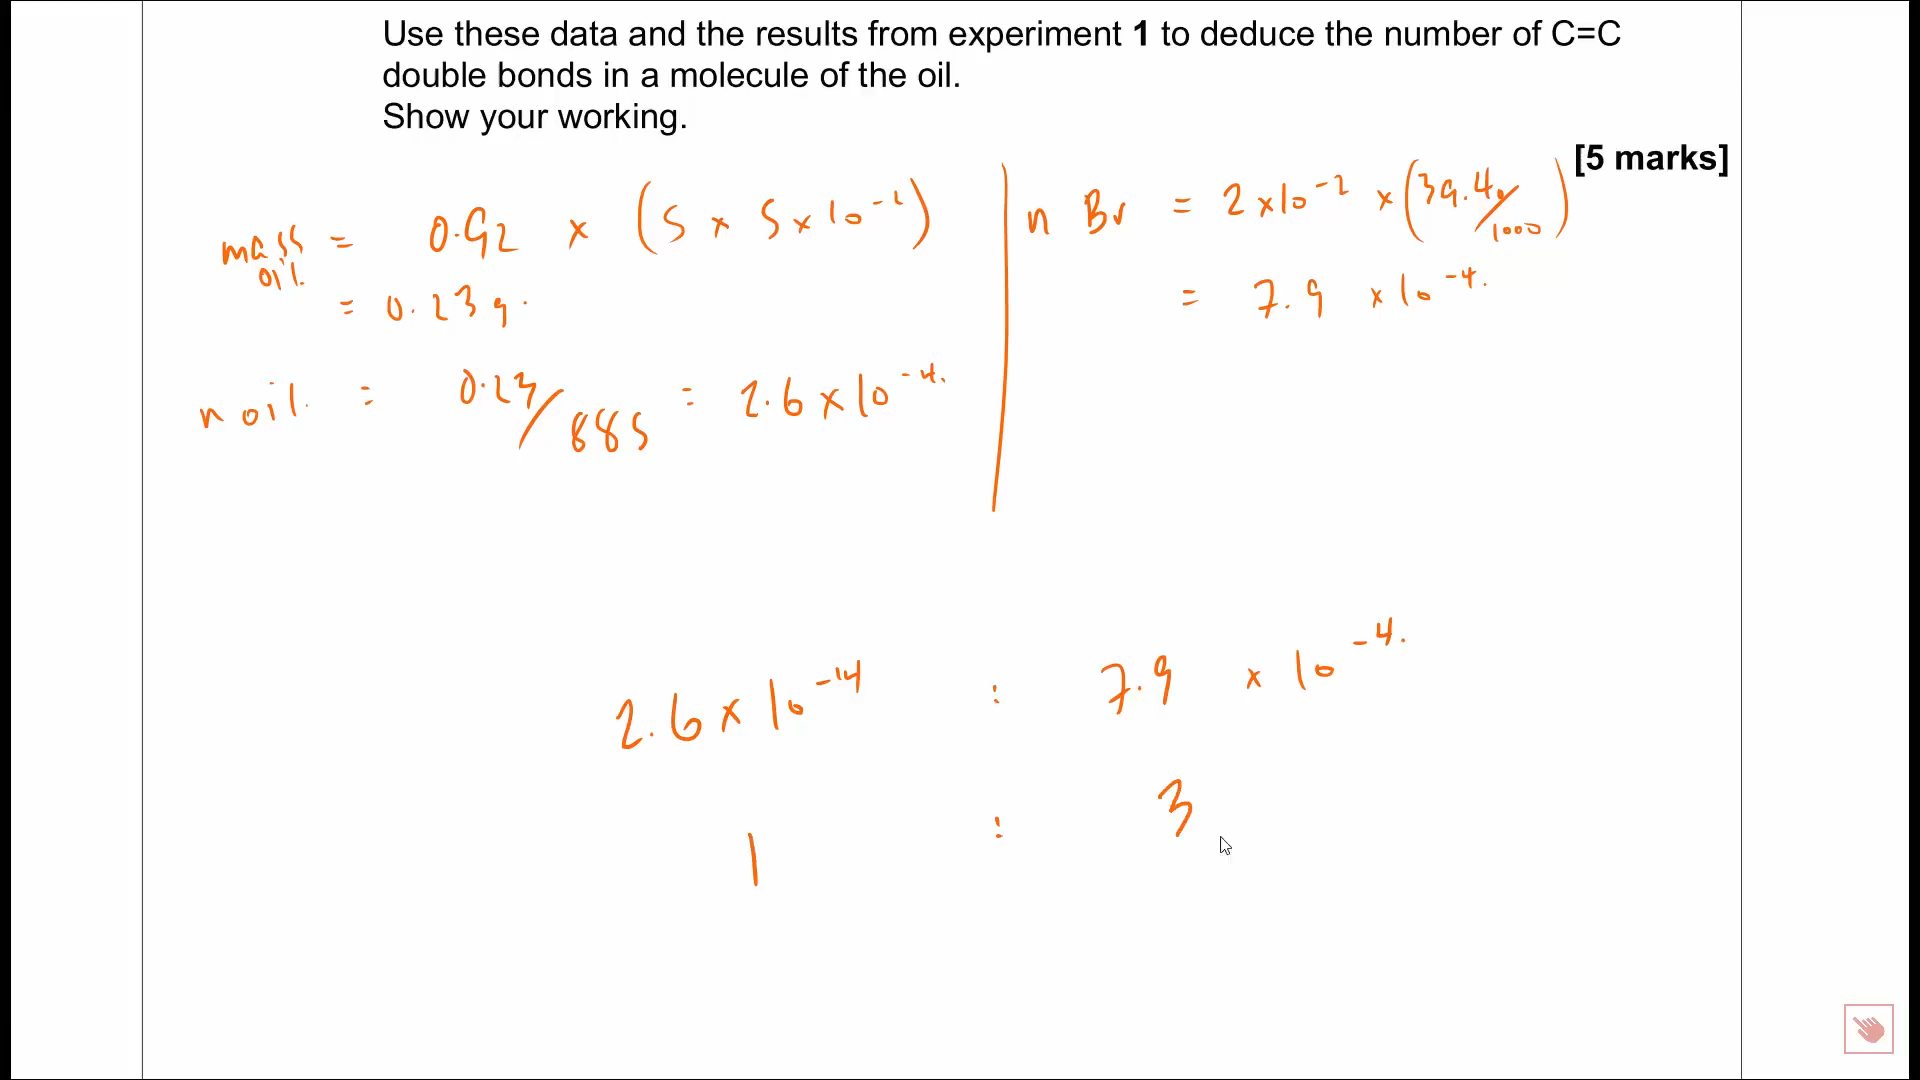 Use these data and the results from experiment 1 to deduce the number of C=C
double bonds in a molecule of the oil.
Show your working.
[5 marks]
mass oil = 0.92 × (5 × 5×10⁻²)
= 0.23g.
n oil. = 0.23/885 = 2.6×10⁻⁴.
n Br = 2×10⁻² × (39.4/1000)
= 7.9 ×10⁻⁴.
2.6×10⁻¹⁴ : 7.9 ×10⁻⁴.
1 : 3